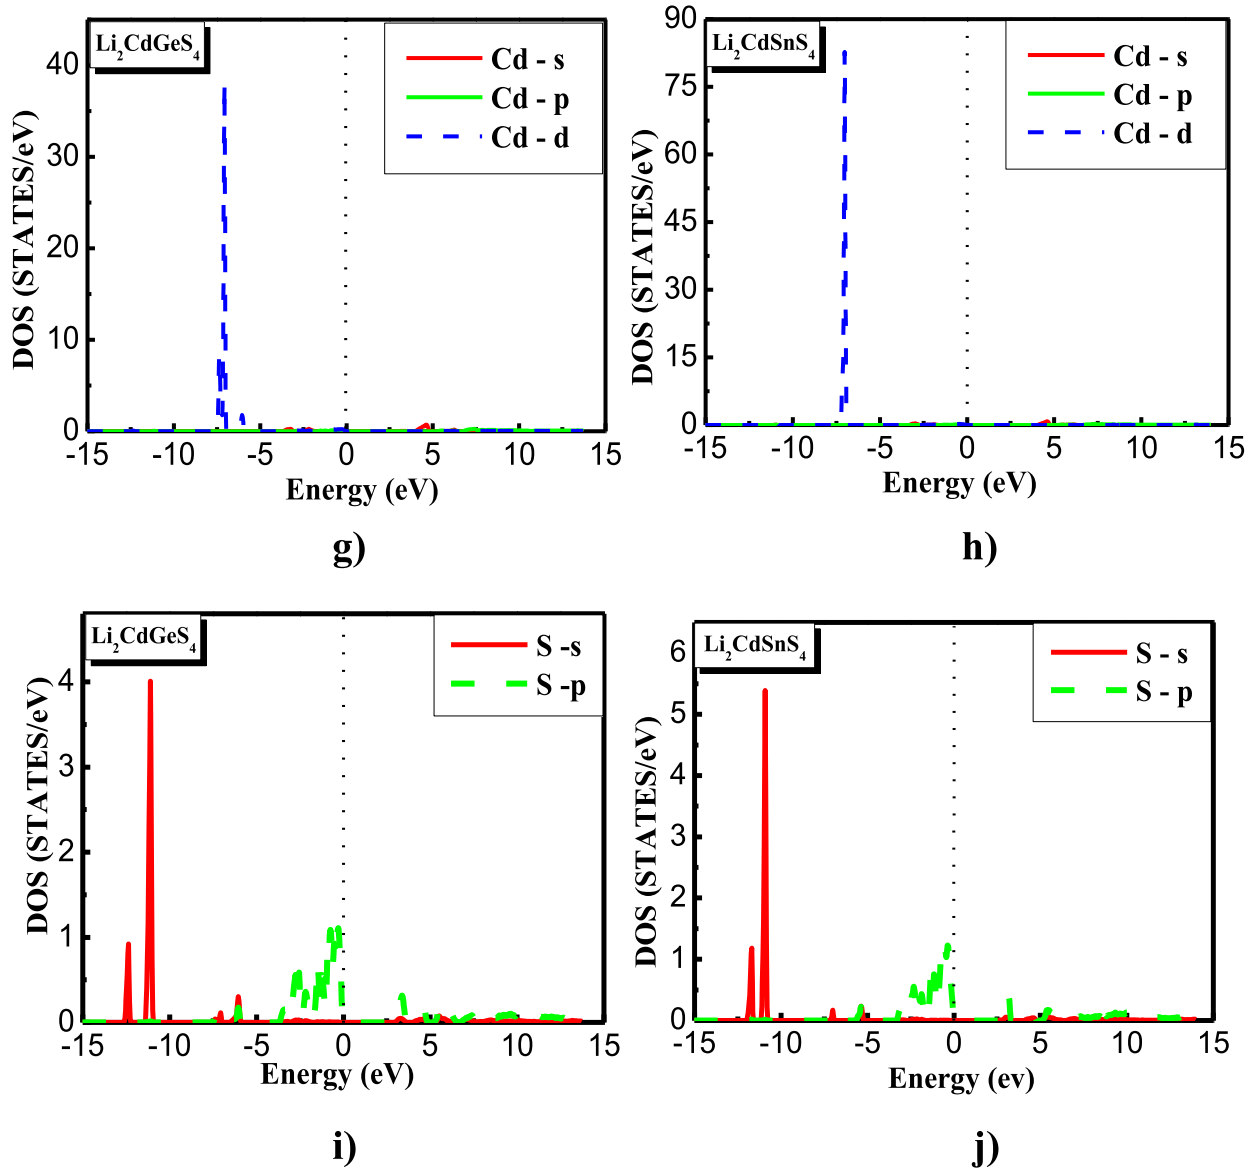 Li₂CdGeS₄
Cd - s
Cd - p
Cd - d
DOS (STATES/eV)
40
30
20
10
0
-15 -10 -5 0 5 10 15
Energy (eV)
g)
Li₂CdSnS₄
Cd - s
Cd - p
Cd - d
DOS (STATES/eV)
90
75
60
45
30
15
0
-15 -10 -5 0 5 10 15
Energy (eV)
h)
Li₂CdGeS₄
S -s
S -p
DOS (STATES/eV)
4
3
2
1
0
-15 -10 -5 0 5 10 15
Energy (eV)
i)
Li₂CdSnS₄
S - s
S - p
DOS (STATES/eV)
6
5
4
3
2
1
0
-15 -10 -5 0 5 10 15
Energy (ev)
j)